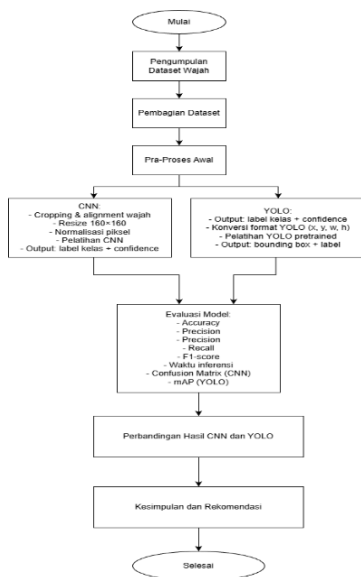 Mulai
Pengumpulan
Dataset Wajah
Pembagian Dataset
Pra-Proses Awal
CNN:
- Cropping & alignment wajah
- Resize 160×160
- Normalisasi piksel
- Pelatihan CNN
- Output: label kelas + confidence
YOLO:
- Output: label kelas + confidence
- Konversi format YOLO (x, y, w, h)
- Pelatihan YOLO pretrained
- Output: bounding box + label
Evaluasi Model:
- Accuracy
- Precision
- Precision
- Recall
- F1-score
- Waktu inferensi
- Confusion Matrix (CNN)
- mAP (YOLO)
Perbandingan Hasil CNN dan YOLO
Kesimpulan dan Rekomendasi
Selesai